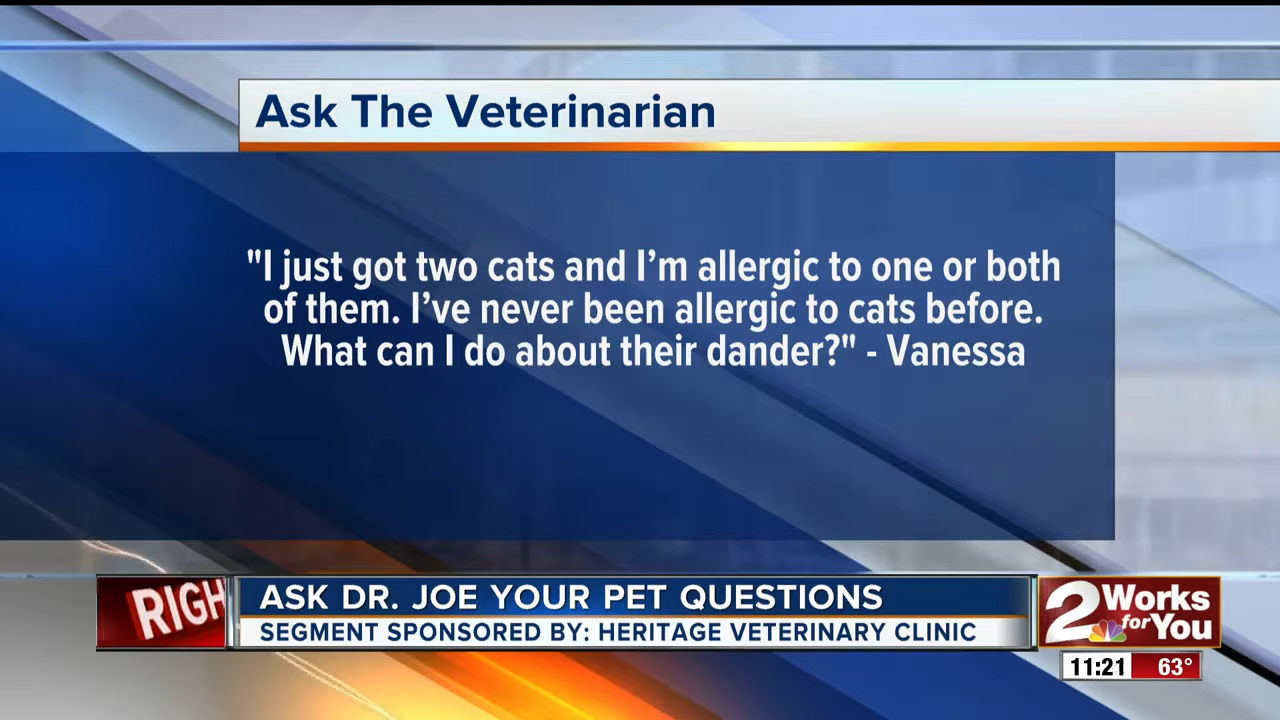 Ask The Veterinarian
"I just got two cats and I’m allergic to one or both
of them. I’ve never been allergic to cats before.
What can I do about their dander?" - Vanessa
RIGH
ASK DR. JOE YOUR PET QUESTIONS
SEGMENT SPONSORED BY: HERITAGE VETERINARY CLINIC
2 Works for You
11:21 63°